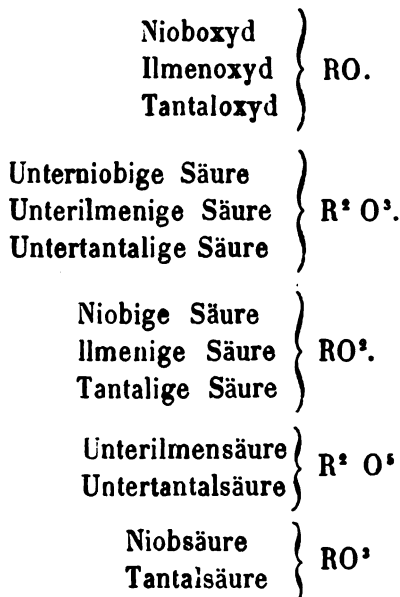 Nioboxyd
Ilmenoxyd RO.
Tantaloxyd
Unterniobige Säure
Unterilmenige Säure R² O³.
Untertantalige Säure
Niobige Säure
Ilmenige Säure RO².
Tantalige Säure
Unterilmensäure
Untertantalsäure R² O⁵
Niobsäure
Tantalsäure RO³